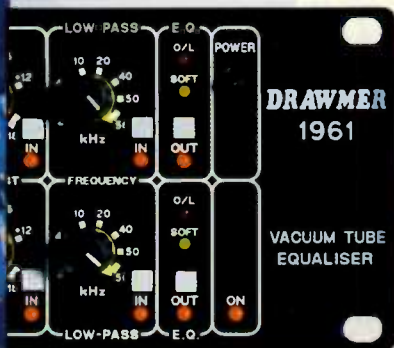 LOW-PASS E.Q.
O/L POWER
10 20
+12 40
SOFT
50
DRAWMER
1961
kHz
IN IN OUT
FREQUENCY
O/L
10 20
+12 40
SOFT
50
VACUUM TUBE
EQUALISER
kHz
IN IN OUT ON
LOW-PASS E.Q.